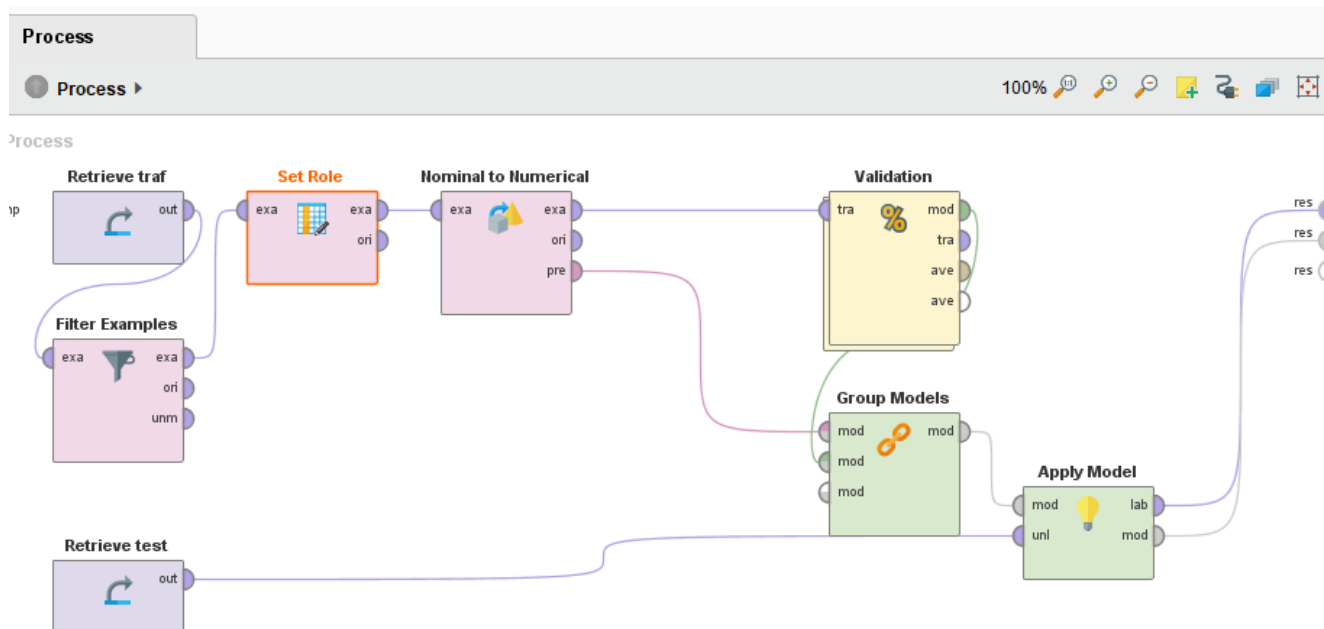 Process
Process
100%
Process
Retrieve traf
out
Set Role
exa
exa
ori
Nominal to Numerical
exa
exa
ori
pre
Validation
tra
mod
tra
ave
ave
res
res
res
Filter Examples
exa
exa
ori
unm
Group Models
mod
mod
mod
mod
Apply Model
mod
lab
unl
mod
Retrieve test
out